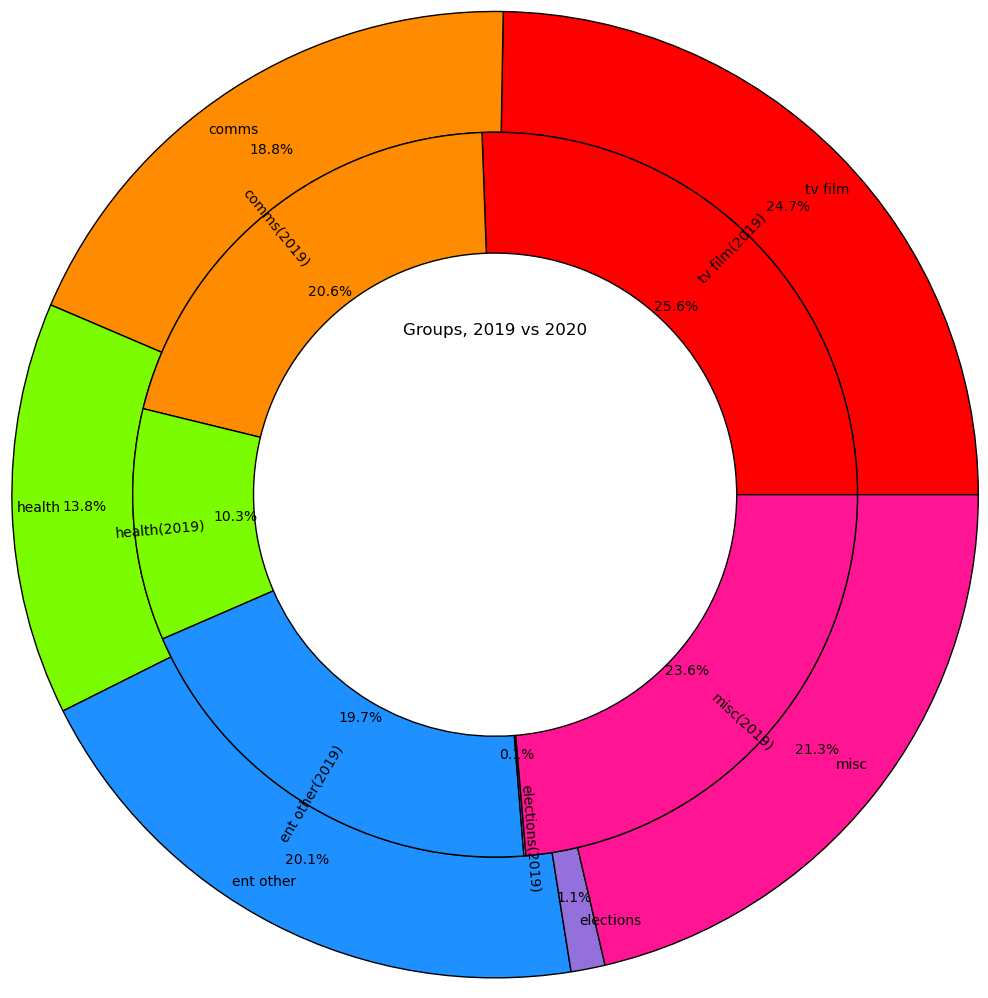 comms
18.8%
tv film
24.7%
comms(2019)
20.6%
tv film(2019)
25.6%
Groups, 2019 vs 2020
health
13.8%
health(2019)
10.3%
19.7%
ent other(2019)
20.1%
ent other
0.1%
elections(2019)
1.1%
elections
23.6%
misc(2019)
21.3%
misc